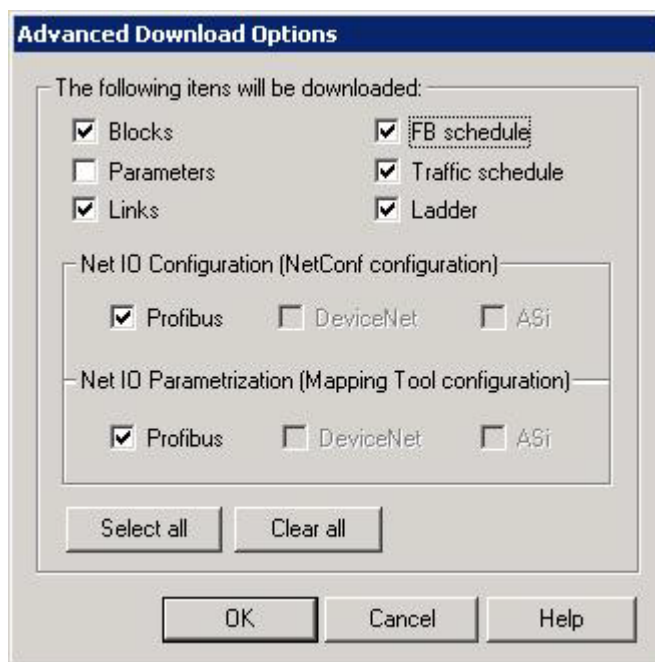 Advanced Download Options
The following itens will be downloaded:
Blocks FB schedule
Parameters Traffic schedule
Links Ladder
Net IO Configuration (NetConf configuration)
Profibus DeviceNet ASi
Net IO Parametrization (Mapping Tool configuration)
Profibus DeviceNet ASi
Select all Clear all
OK Cancel Help